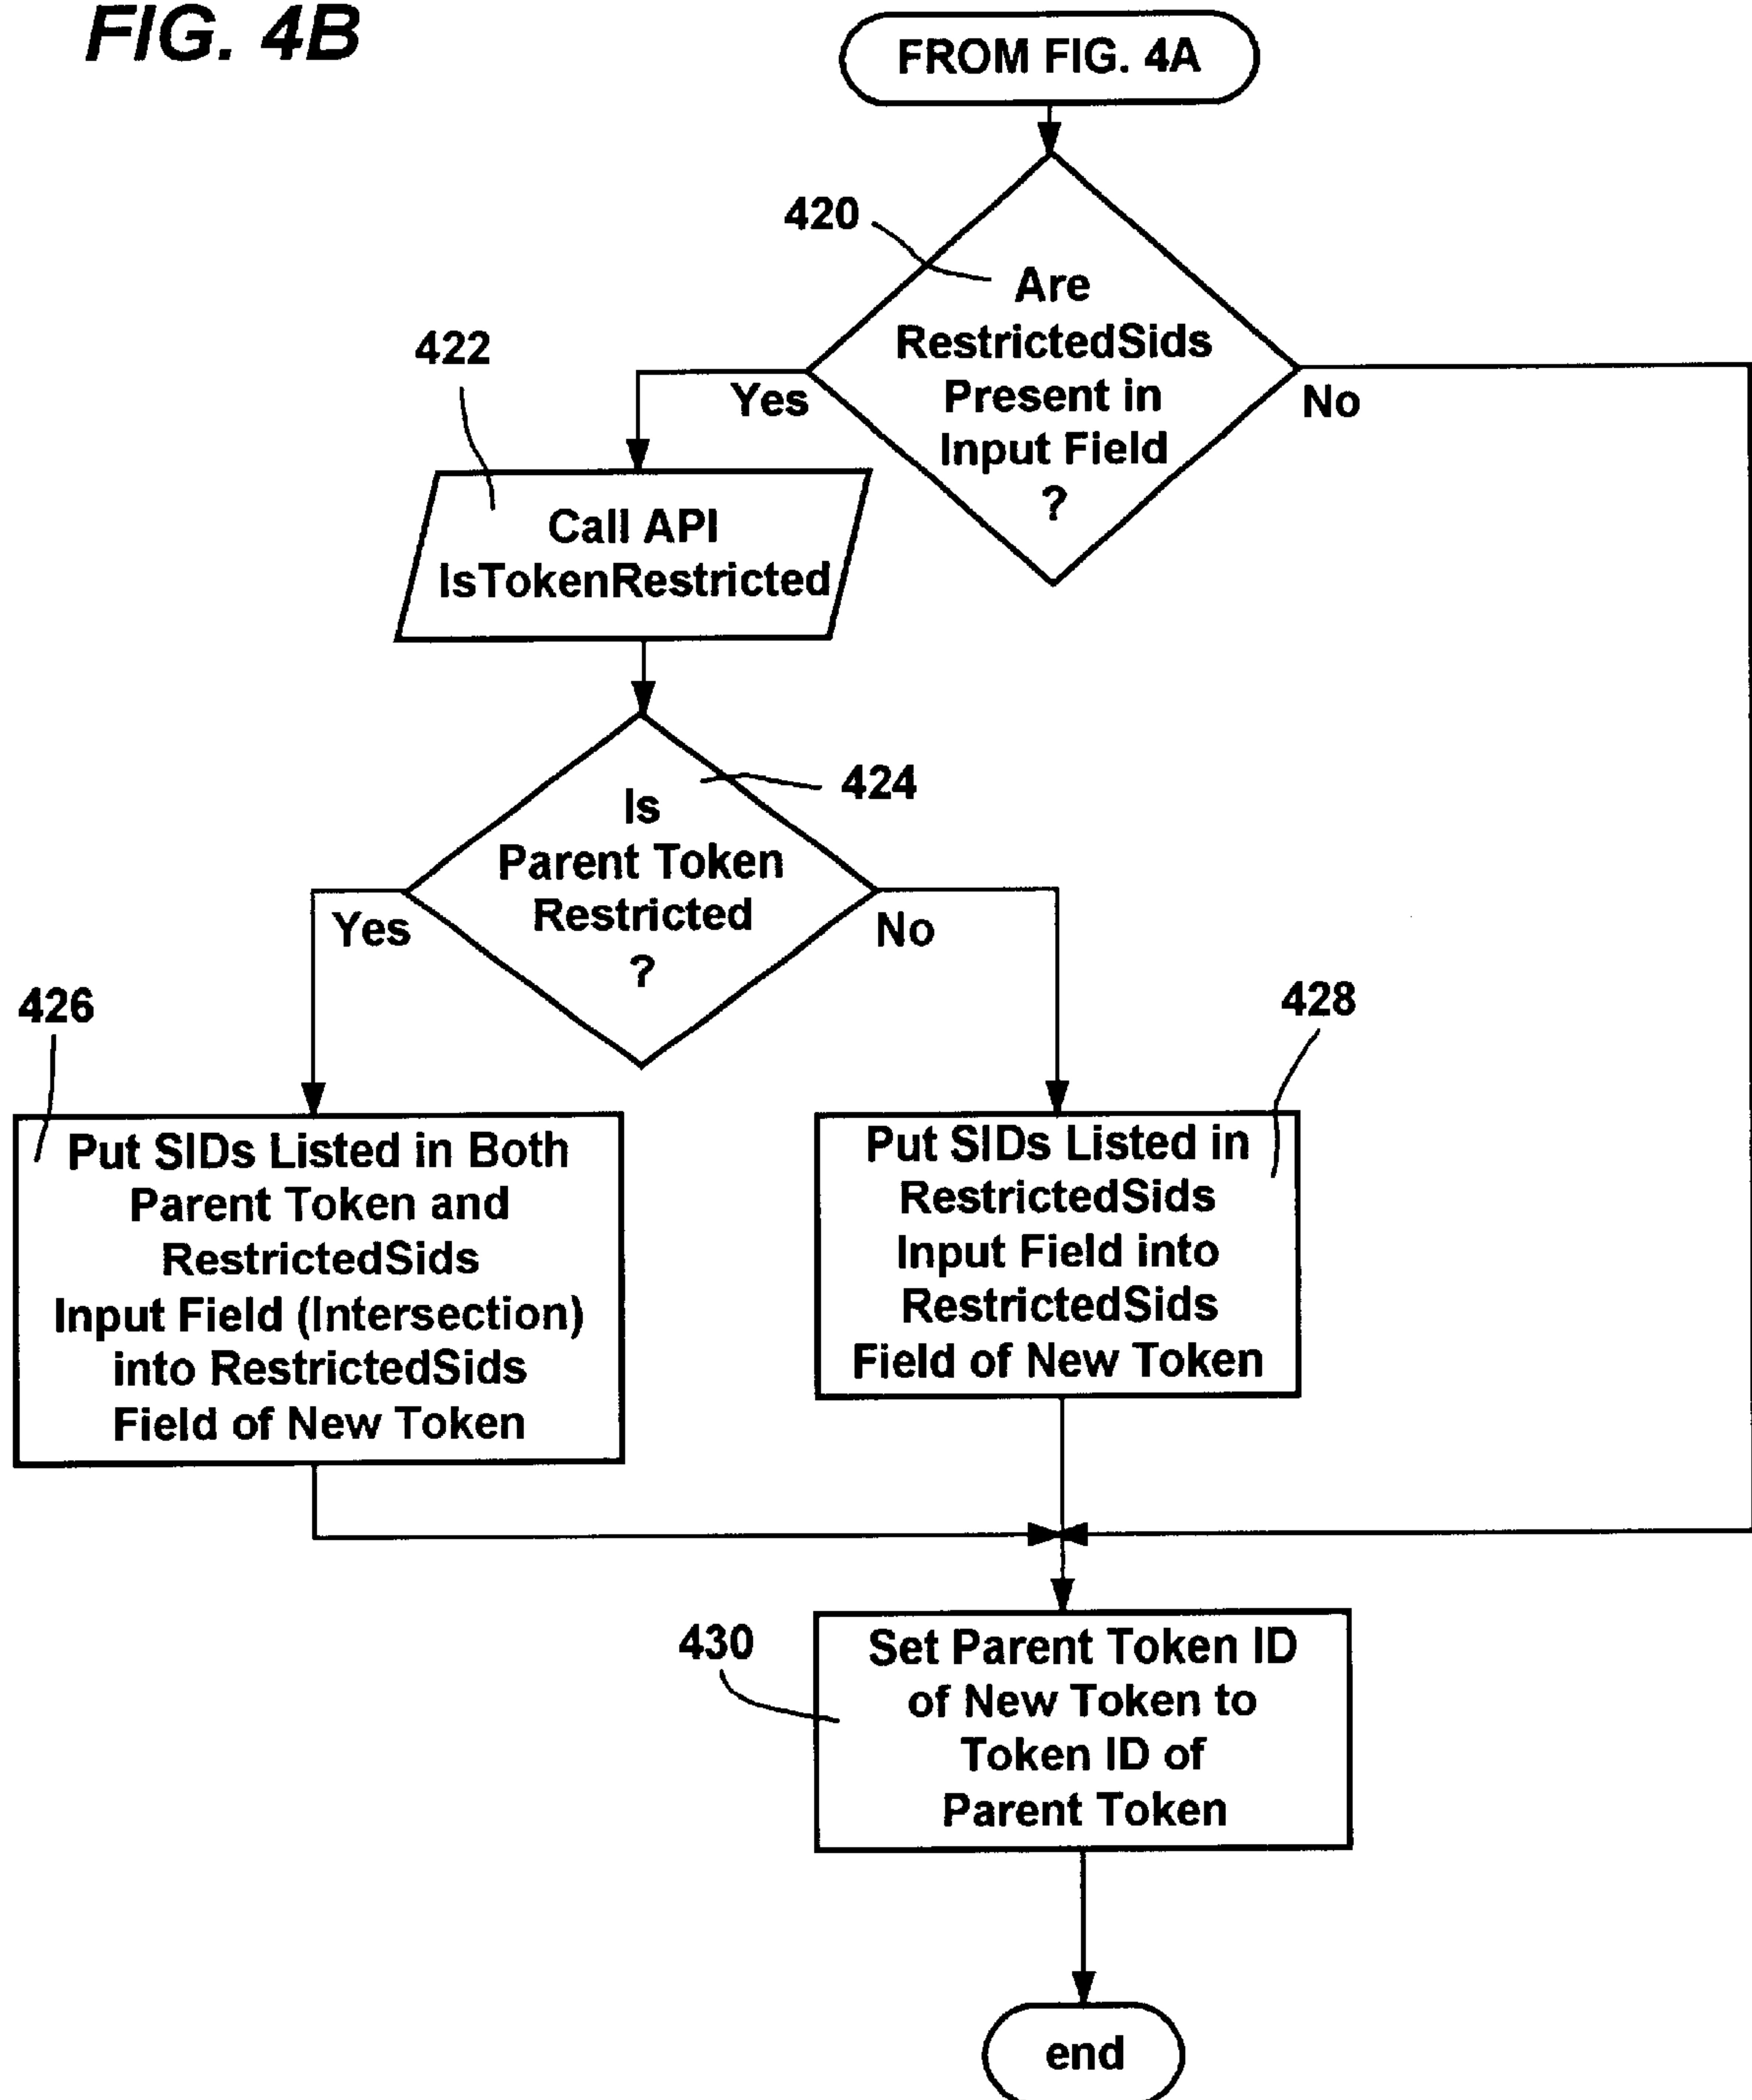 FIG. 4B
FROM FIG. 4A
420
Are
RestrictedSids
Present in
Input Field
?
Yes
No
422
Call API
IsTokenRestricted
424
Is
Parent Token
Restricted
?
Yes
No
426
Put SIDs Listed in Both
Parent Token and
RestrictedSids
Input Field (Intersection)
into RestrictedSids
Field of New Token
428
Put SIDs Listed in
RestrictedSids
Input Field into
RestrictedSids
Field of New Token
430
Set Parent Token ID
of New Token to
Token ID of
Parent Token
end